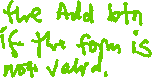 the Add btn
if the form is
not valid.